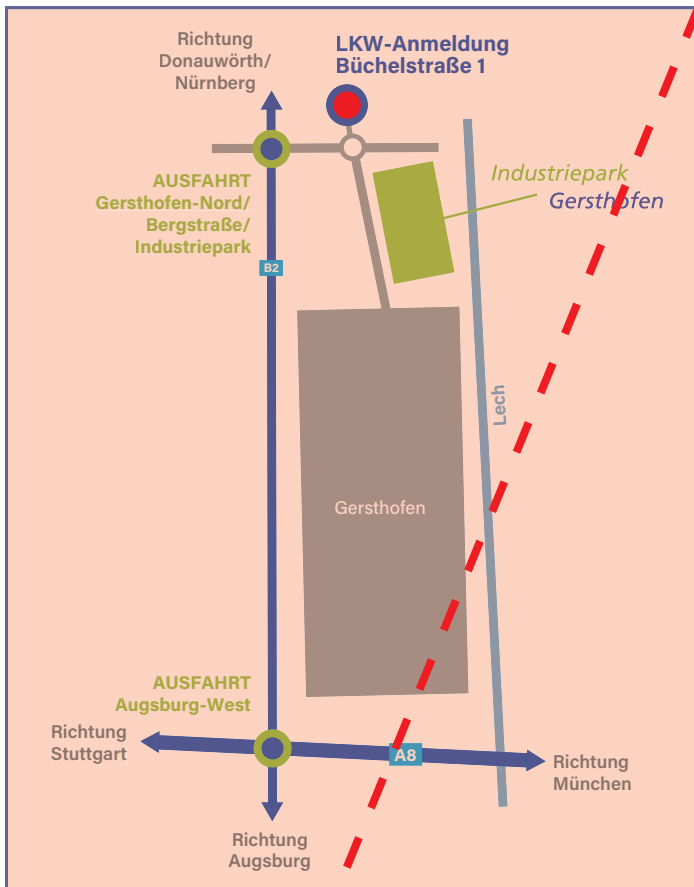 Richtung
Donauwörth/
Nürnberg
LKW-Anmeldung
Büchelstraße 1
AUSFAHRT
Gersthofen-Nord/
Bergstraße/
Industriepark
Industriepark
Gersthofen
B2
Lech
Gersthofen
AUSFAHRT
Augsburg-West
Richtung
Stuttgart
A8
Richtung
München
Richtung
Augsburg